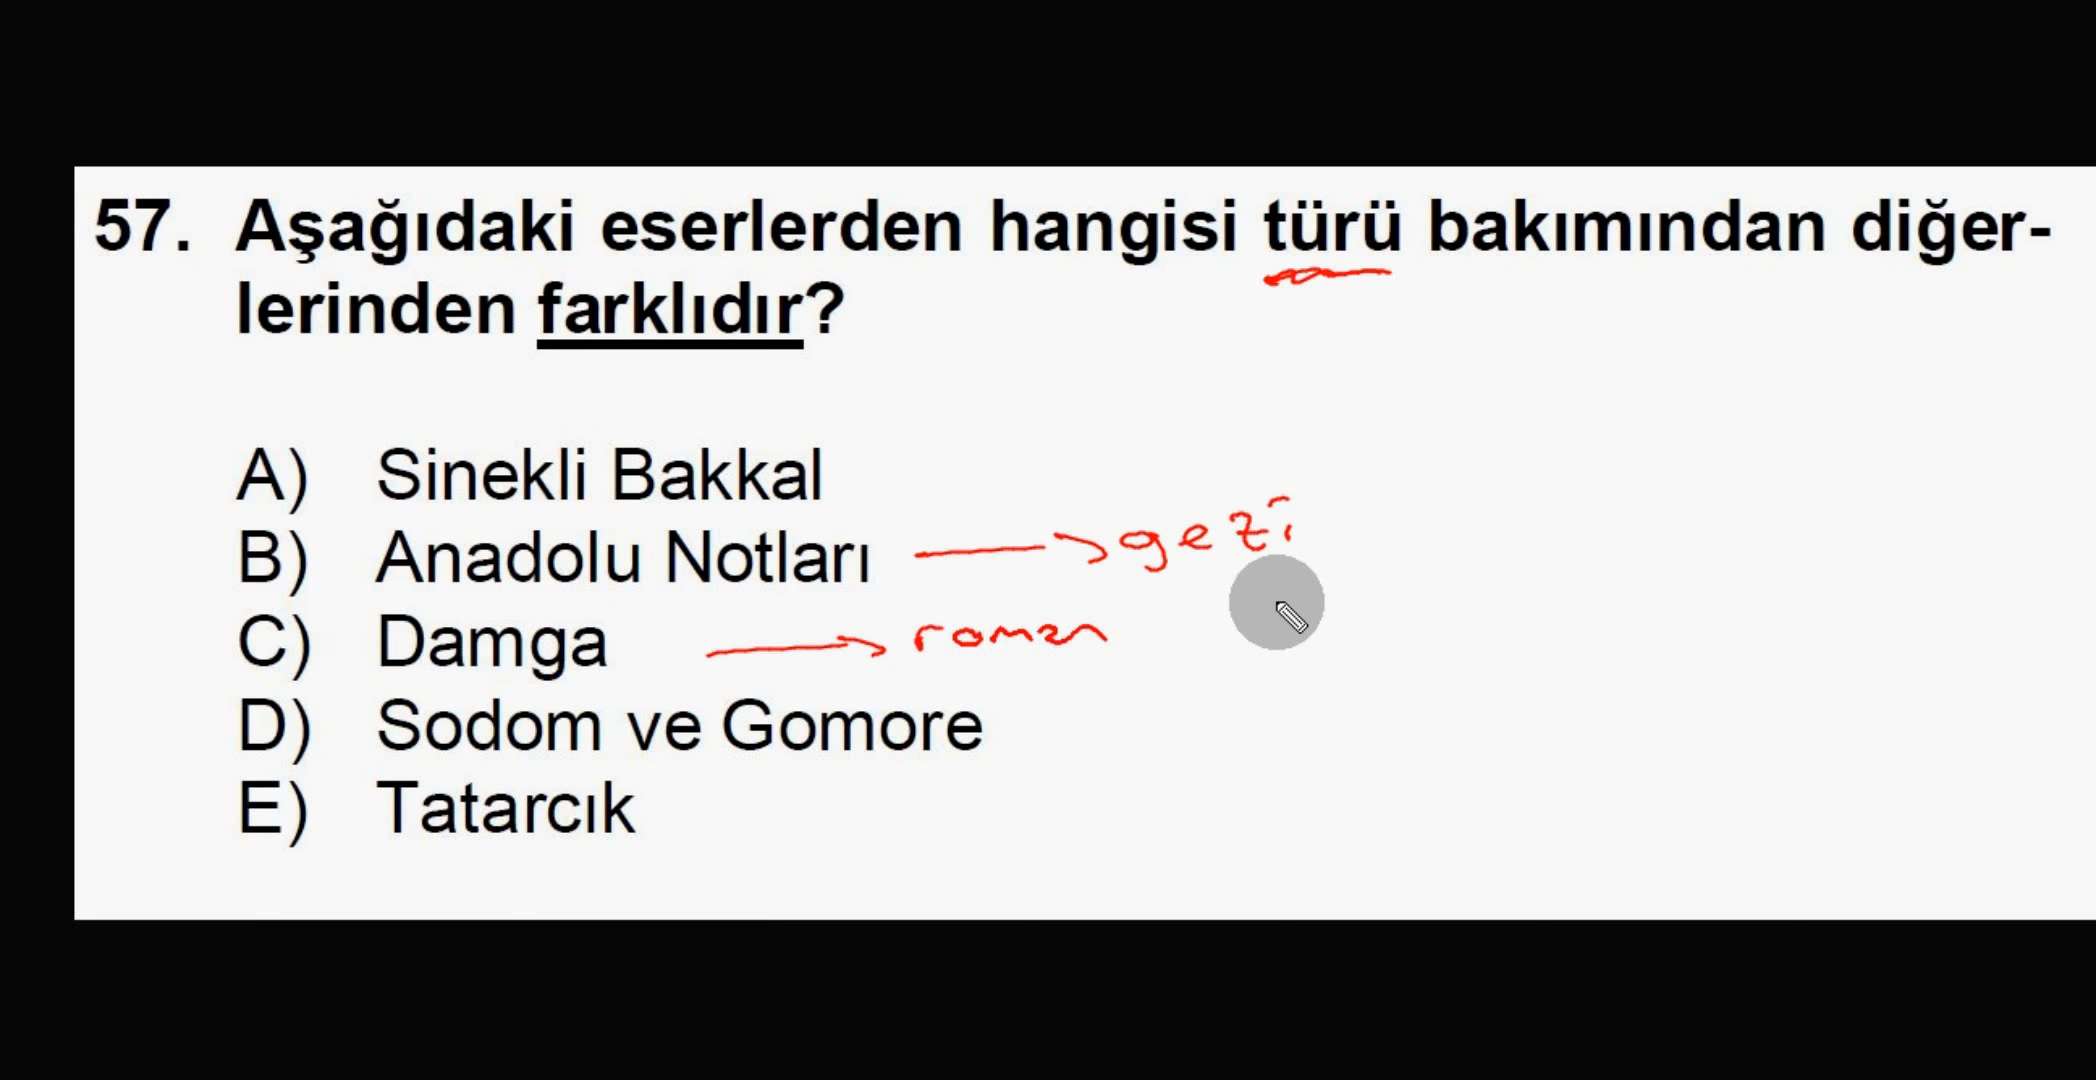 57. Aşağıdaki eserlerden hangisi türü bakımından diğer-
lerinden farklıdır?
A) Sinekli Bakkal
B) Anadolu Notları gezi
C) Damga roman
D) Sodom ve Gomore
E) Tatarcık